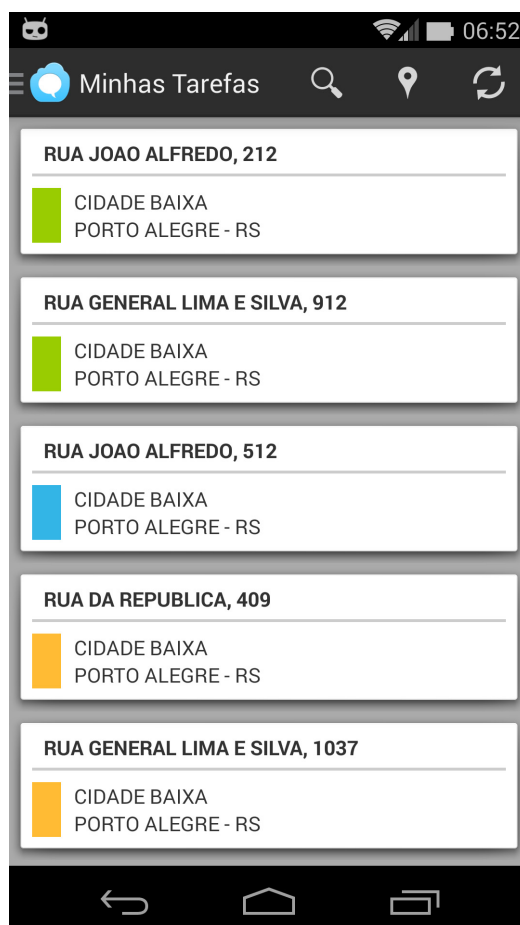 06:52
Minhas Tarefas
RUA JOAO ALFREDO, 212
CIDADE BAIXA
PORTO ALEGRE - RS
RUA GENERAL LIMA E SILVA, 912
CIDADE BAIXA
PORTO ALEGRE - RS
RUA JOAO ALFREDO, 512
CIDADE BAIXA
PORTO ALEGRE - RS
RUA DA REPUBLICA, 409
CIDADE BAIXA
PORTO ALEGRE - RS
RUA GENERAL LIMA E SILVA, 1037
CIDADE BAIXA
PORTO ALEGRE - RS